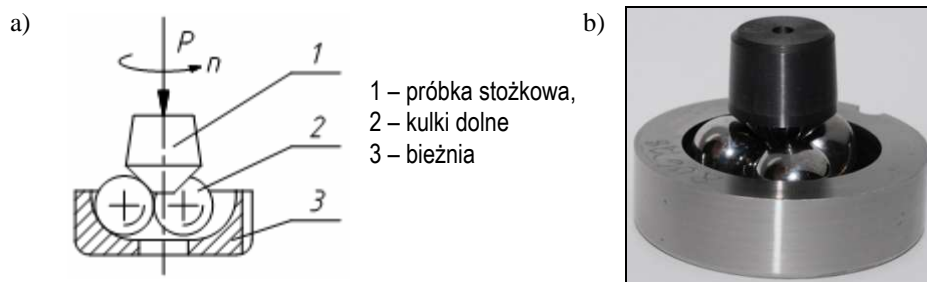 a)
b)
P
n
1
2
3
1 – próbka stożkowa,
2 – kulki dolne
3 – bieżnia